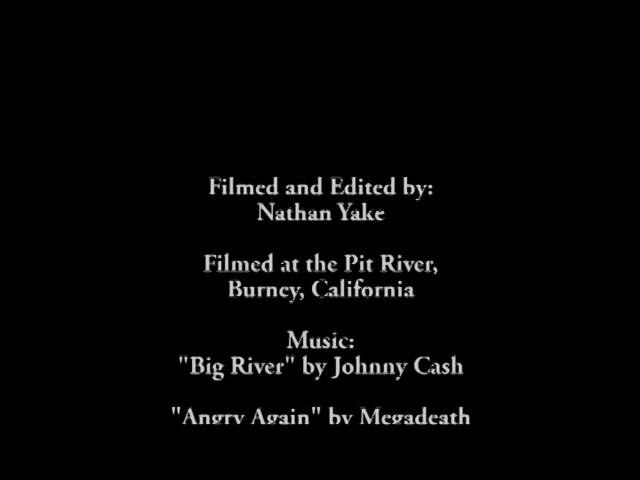 Filmed and Edited by:
Nathan Yake
Filmed at the Pit River,
Burney, California
Music:
"Big River" by Johnny Cash
"Angry Again" by Megadeath